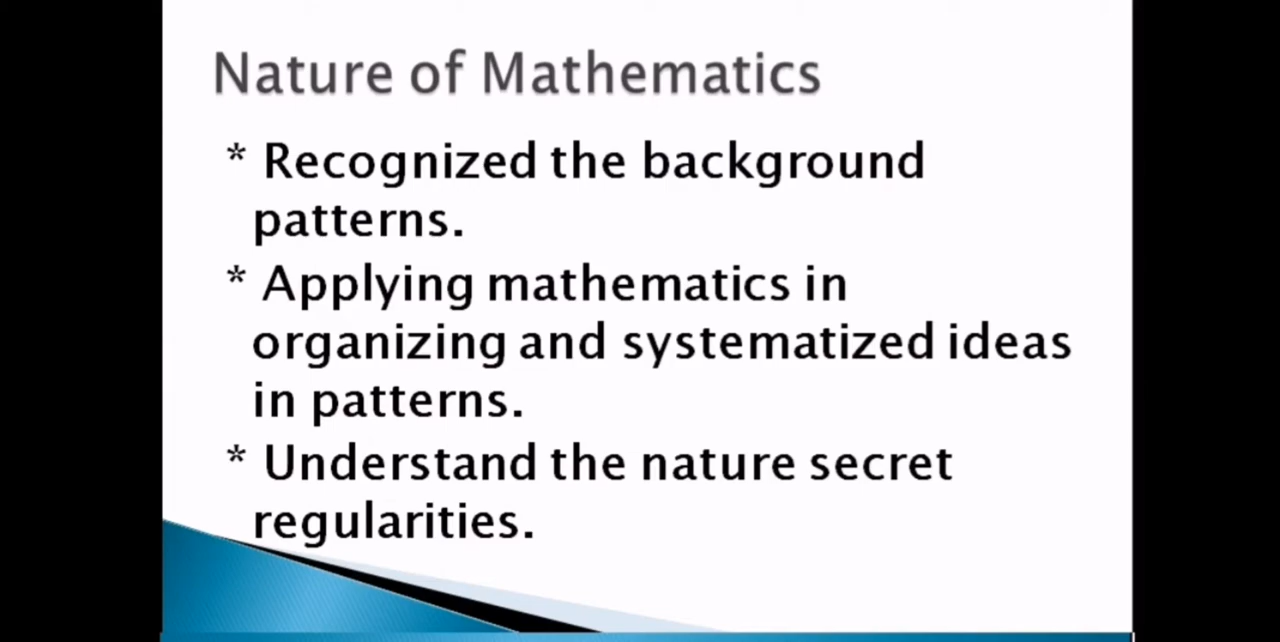 Nature of Mathematics
* Recognized the background
patterns.
* Applying mathematics in
organizing and systematized ideas
in patterns.
* Understand the nature secret
regularities.